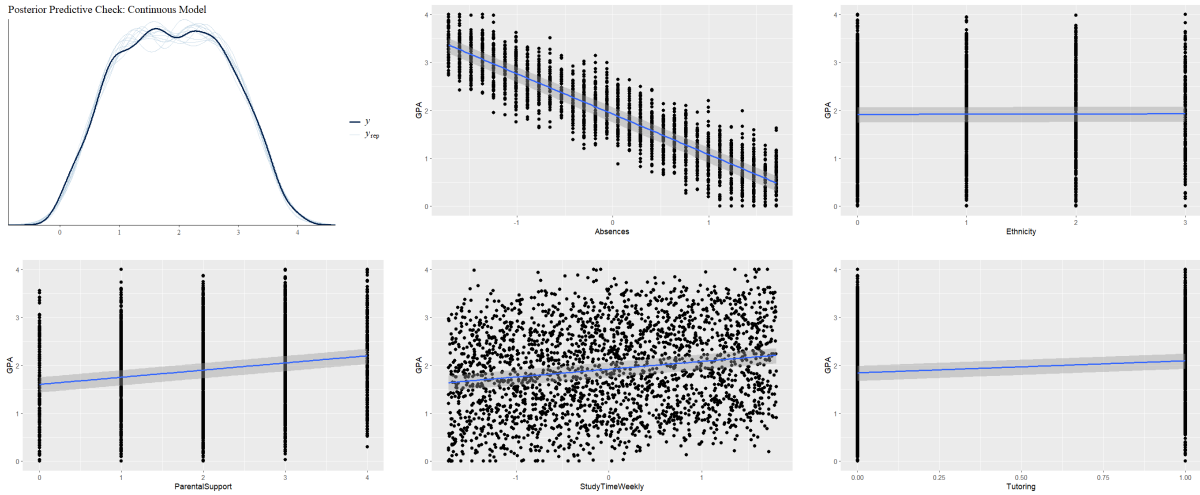 Posterior Predictive Check: Continuous Model
y
y rep
0 1 2 3 4
GPA
4
3
2
1
0
-1 0 1
Absences
GPA
4
3
2
1
0
0 1 2 3
Ethnicity
GPA
4
3
2
1
0
0 1 2 3 4
ParentalSupport
GPA
4
3
2
1
0
-1 0 1
StudyTimeWeekly
GPA
4
3
2
1
0
0.00 0.25 0.50 0.75 1.00
Tutoring